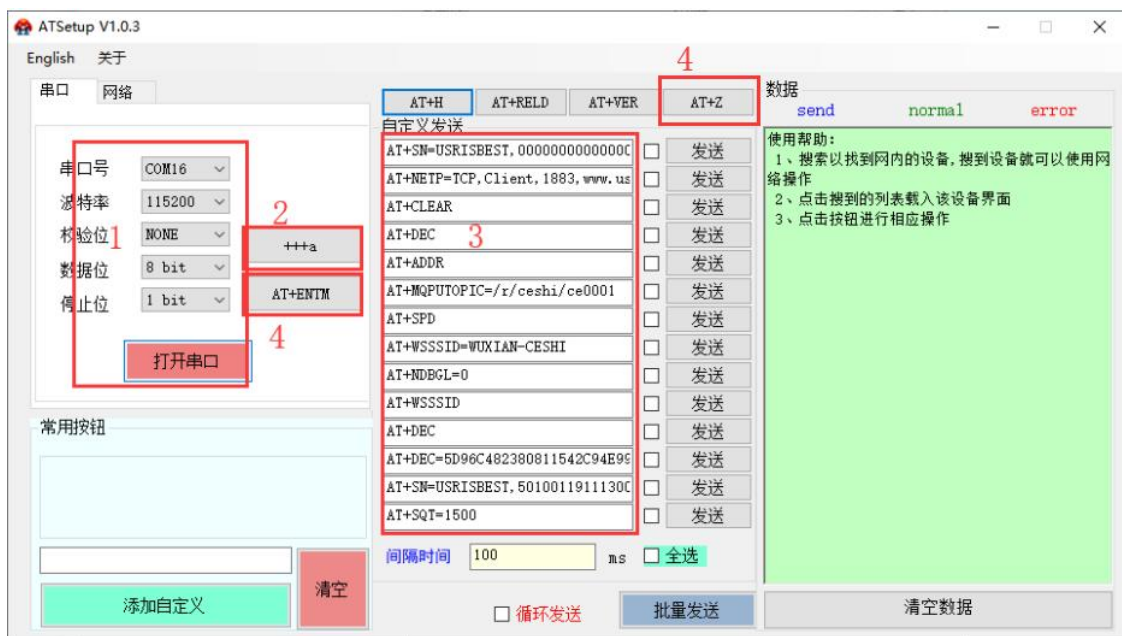 ATSetup V1.0.3
English 关于
串口 网络
串口号 COM16
波特率 115200
校验位 NONE
数据位 8 bit
停止位 1 bit
1
打开串口
2
+++a
AT+ENTM
4
常用按钮
添加自定义
清空
4
AT+H AT+RELD AT+VER AT+Z
自定义发送
AT+SN=USRISBEST,0000000000000C 发送
AT+NETP=TCP,Client,1883,www.us 发送
AT+CLEAR 发送
AT+DEC 发送
3
AT+ADDR 发送
AT+MQPUTOPIC=/r/ceshi/ce0001 发送
AT+SPD 发送
AT+WSSSID=WUXIAN-CESHI 发送
AT+NDBGL=0 发送
AT+WSSSID 发送
AT+DEC 发送
AT+DEC=5D96C482380811542C94E99 发送
AT+SN=USRISBEST,5010011911130C 发送
AT+SQT=1500 发送
间隔时间 100 ms 全选
循环发送 批量发送
数据
send normal error
使用帮助:
1、搜索以找到网内的设备,搜到设备就可以使用网
络操作
2、点击搜到的列表载入该设备界面
3、点击按钮进行相应操作
清空数据